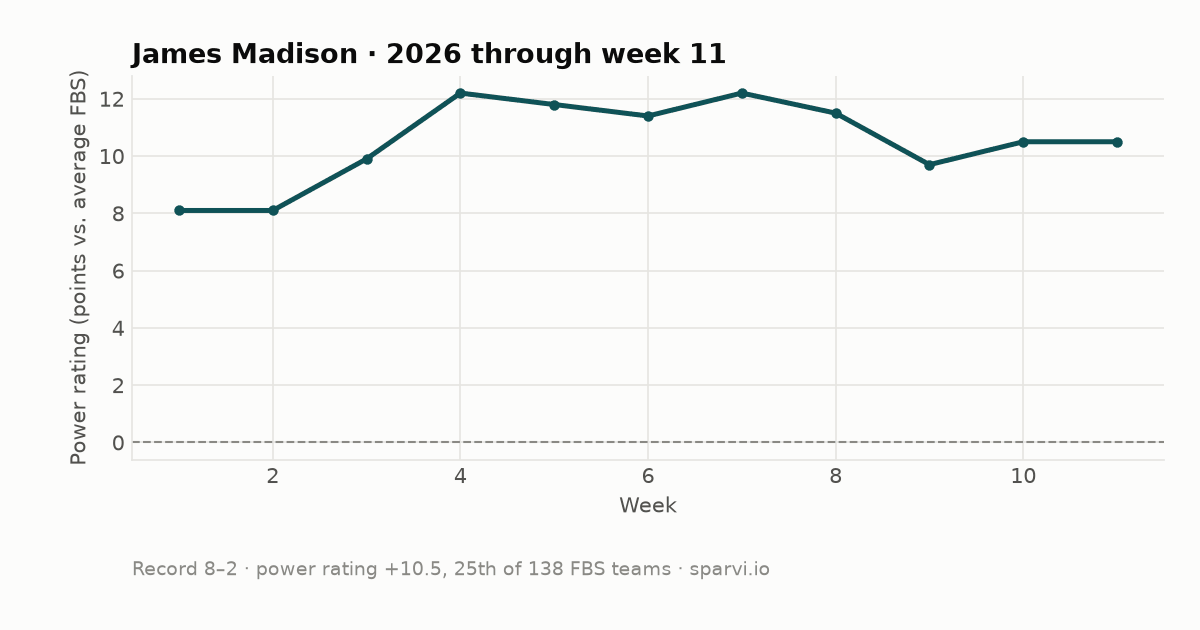 James Madison · 2026 through week 11
Power rating (points vs. average FBS)
12
10
8
6
4
2
0
2 4 6 8 10
Week
Record 8–2 · power rating +10.5, 25th of 138 FBS teams · sparvi.io